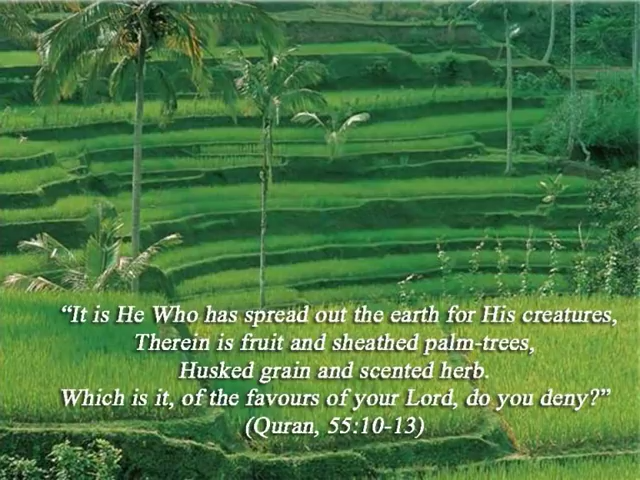 “It is He Who has spread out the earth for His creatures,
Therein is fruit and sheathed palm-trees,
Husked grain and scented herb.
Which is it, of the favours of your Lord, do you deny?”
(Quran, 55:10-13)